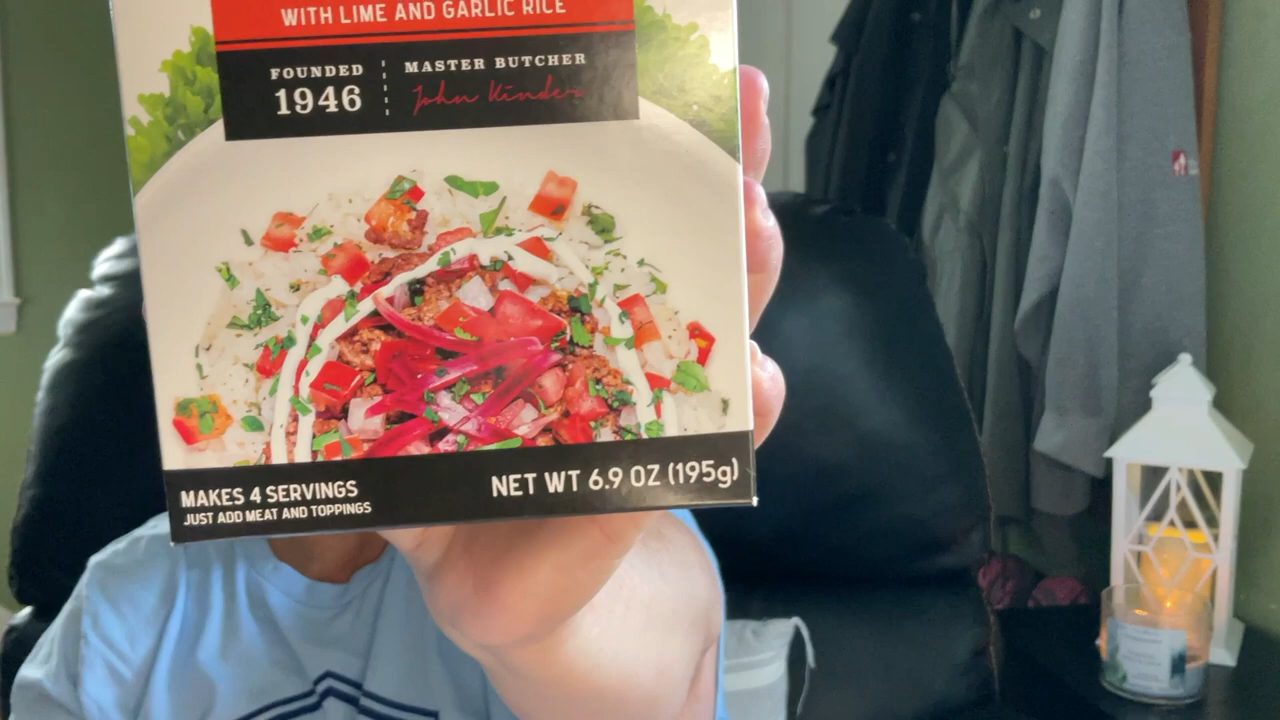 WITH LIME AND GARLIC RICE
FOUNDED
1946
MASTER BUTCHER
John Kinder
MAKES 4 SERVINGS
JUST ADD MEAT AND TOPPINGS
NET WT 6.9 OZ (195g)